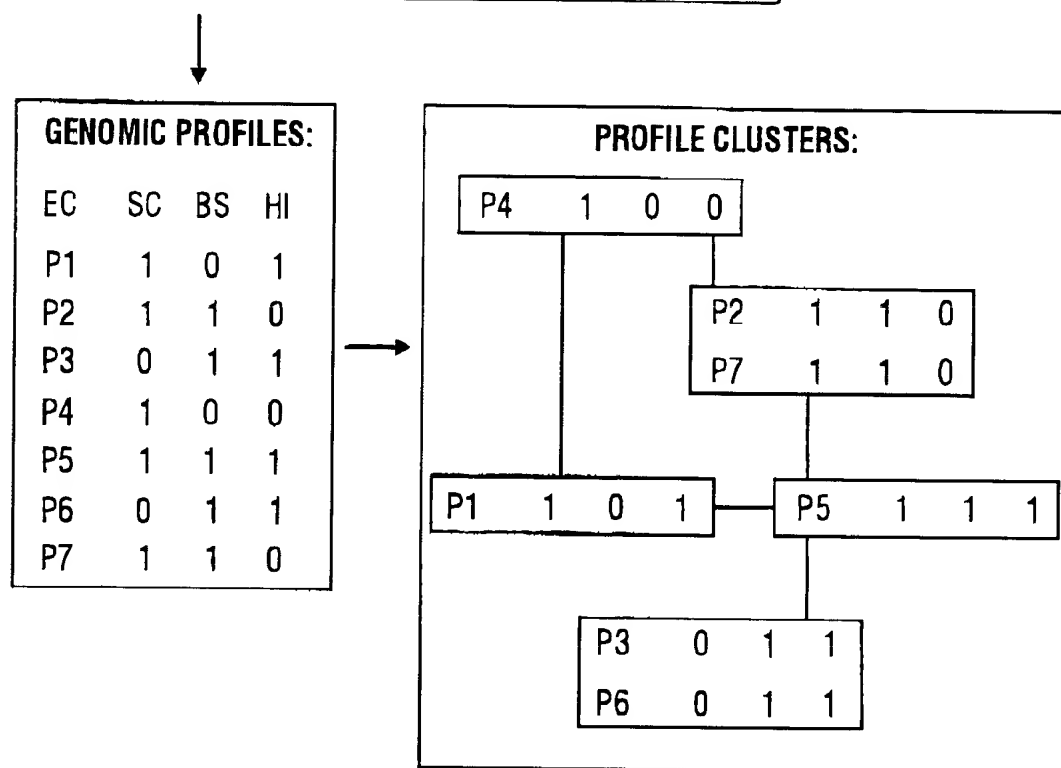 GENOMIC PROFILES:
EC SC BS HI
P1 1 0 1
P2 1 1 0
P3 0 1 1
P4 1 0 0
P5 1 1 1
P6 0 1 1
P7 1 1 0
PROFILE CLUSTERS:
P4 1 0 0
P2 1 1 0
P7 1 1 0
P1 1 0 1
P5 1 1 1
P3 0 1 1
P6 0 1 1